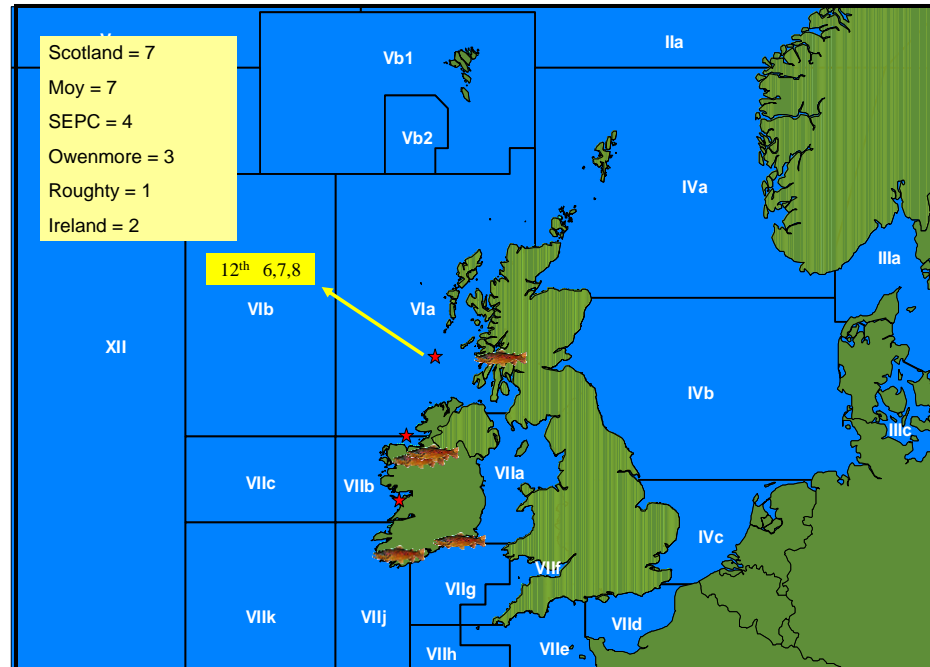 Scotland = 7
Moy = 7
SEPC = 4
Owenmore = 3
Roughty = 1
Ireland = 2
12th 6,7,8
Vb1
IIa
Vb2
IVa
IIIa
VIb
VIa
XII
IVb
IIIc
VIIc
VIIb
VIIa
IVc
VIIf
VIIg
VIIk
VIIj
VIId
VIIh
VIIe